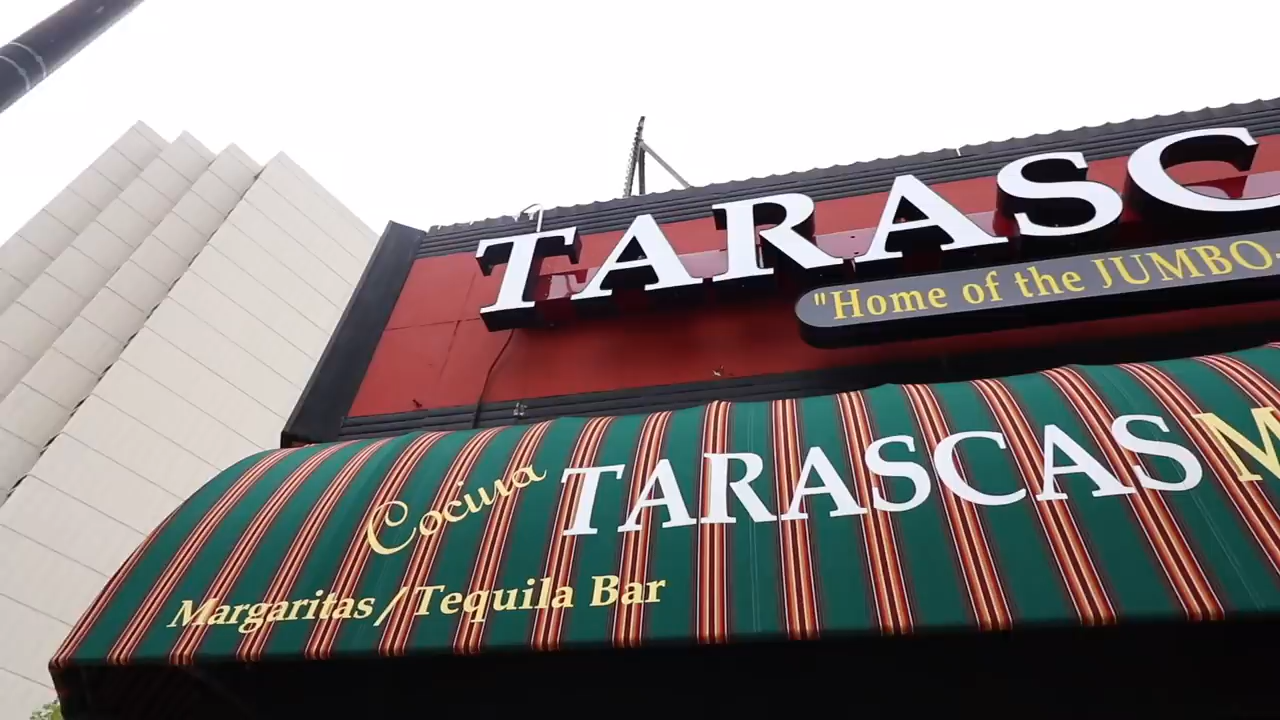 TARASC
"Home of the JUMBO-
Cocina TARASCAS M
Margaritas / Tequila Bar